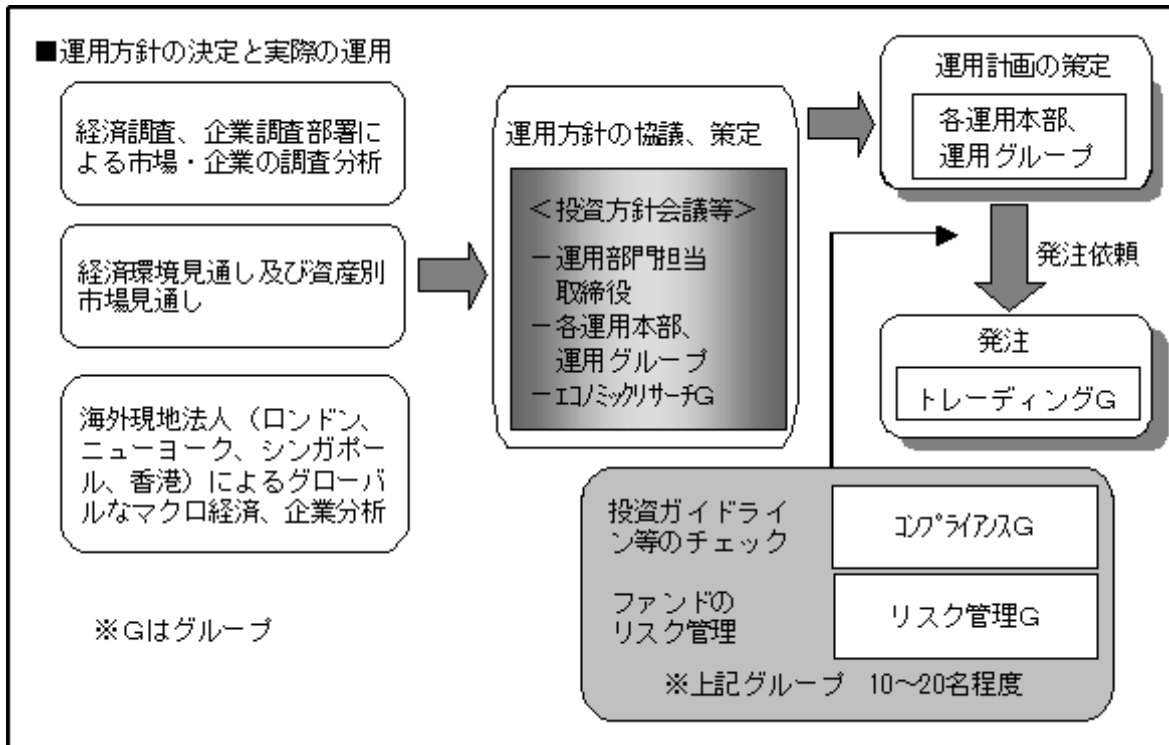 ■運用方針の決定と実際の運用
経済調査、企業調査部署に
よる市場・企業の調査分析
経済環境見通し及び資産別
市場見通し
海外現地法人（ロンドン、
ニューヨーク、シンガポー
ル、香港）によるグローバ
ルなマクロ経済、企業分析
※Gはグループ
運用方針の協議、策定
＜投資方針会議等＞
－運用部門担当
取締役
－各運用本部、
運用グループ
－ｴｺﾉﾐｯｸﾘｻｰﾁG
運用計画の策定
各運用本部、
運用グループ
発注依頼
発注
トレーディングG
投資ガイドライ
ン等のチェック
ｺﾝﾌﾟﾗｲｱﾝｽG
ファンドの
リスク管理
リスク管理G
※上記グループ　10～20名程度